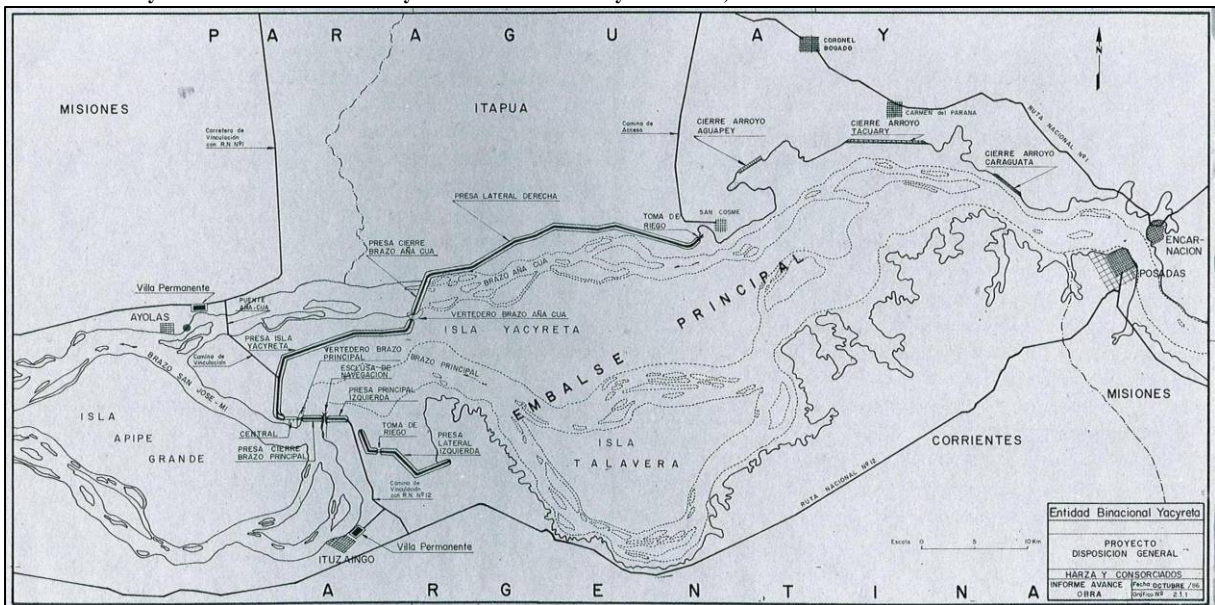 P A R A G U A Y
MISIONES
ITAPUA
CORONEL
BOGADO
N
CARMEN del PARANA
RUTA NACIONAL Nº1
Carretera de
Vinculación
con R.N. Nº1
Camino de
Acceso
CIERRE ARROYO
AGUAPEY
CIERRE ARROYO
TACUARY
CIERRE ARROYO
CARAGUATA
PRESA LATERAL DERECHA
TOMA DE
RIEGO
SAN COSME
ENCAR-
NACION
POSADAS
PRESA CIERRE
BRAZO AÑA CUA
BRAZO AÑA CUA
Villa Permanente
AYOLAS
PUENTE
AÑA-CUA
VERTEDERO BRAZO AÑA CUA
ISLA YACYRETA
EMBALSE PRINCIPAL
PRESA ISLA
YACYRETA
Camino de
Vinculación
VERTEDERO BRAZO
PRINCIPAL
ESCLUSA DE
NAVEGACION
BRAZO PRINCIPAL
PRESA PRINCIPAL
IZQUIERDA
BRAZO SAN JOSE-MI
ISLA
APIPE
GRANDE
CENTRAL
PRESA CIERRE
BRAZO PRINCIPAL
TOMA DE
RIEGO
PRESA
LATERAL
IZQUIERDA
ISLA
TALAVERA
CORRIENTES
MISIONES
RUTA NACIONAL Nº12
Camino de
Vinculación
con R.N. Nº12
ITUZAINGO
Villa Permanente
Escala 0 5 10 Km
A R G E N T I N A
Entidad Binacional Yacyreta
PROYECTO
DISPOSICION GENERAL
HARZA Y CONSORCIADOS
INFORME AVANCE
OBRA
Fecha OCTUBRE /86
Gráfico Nº 2.1.1